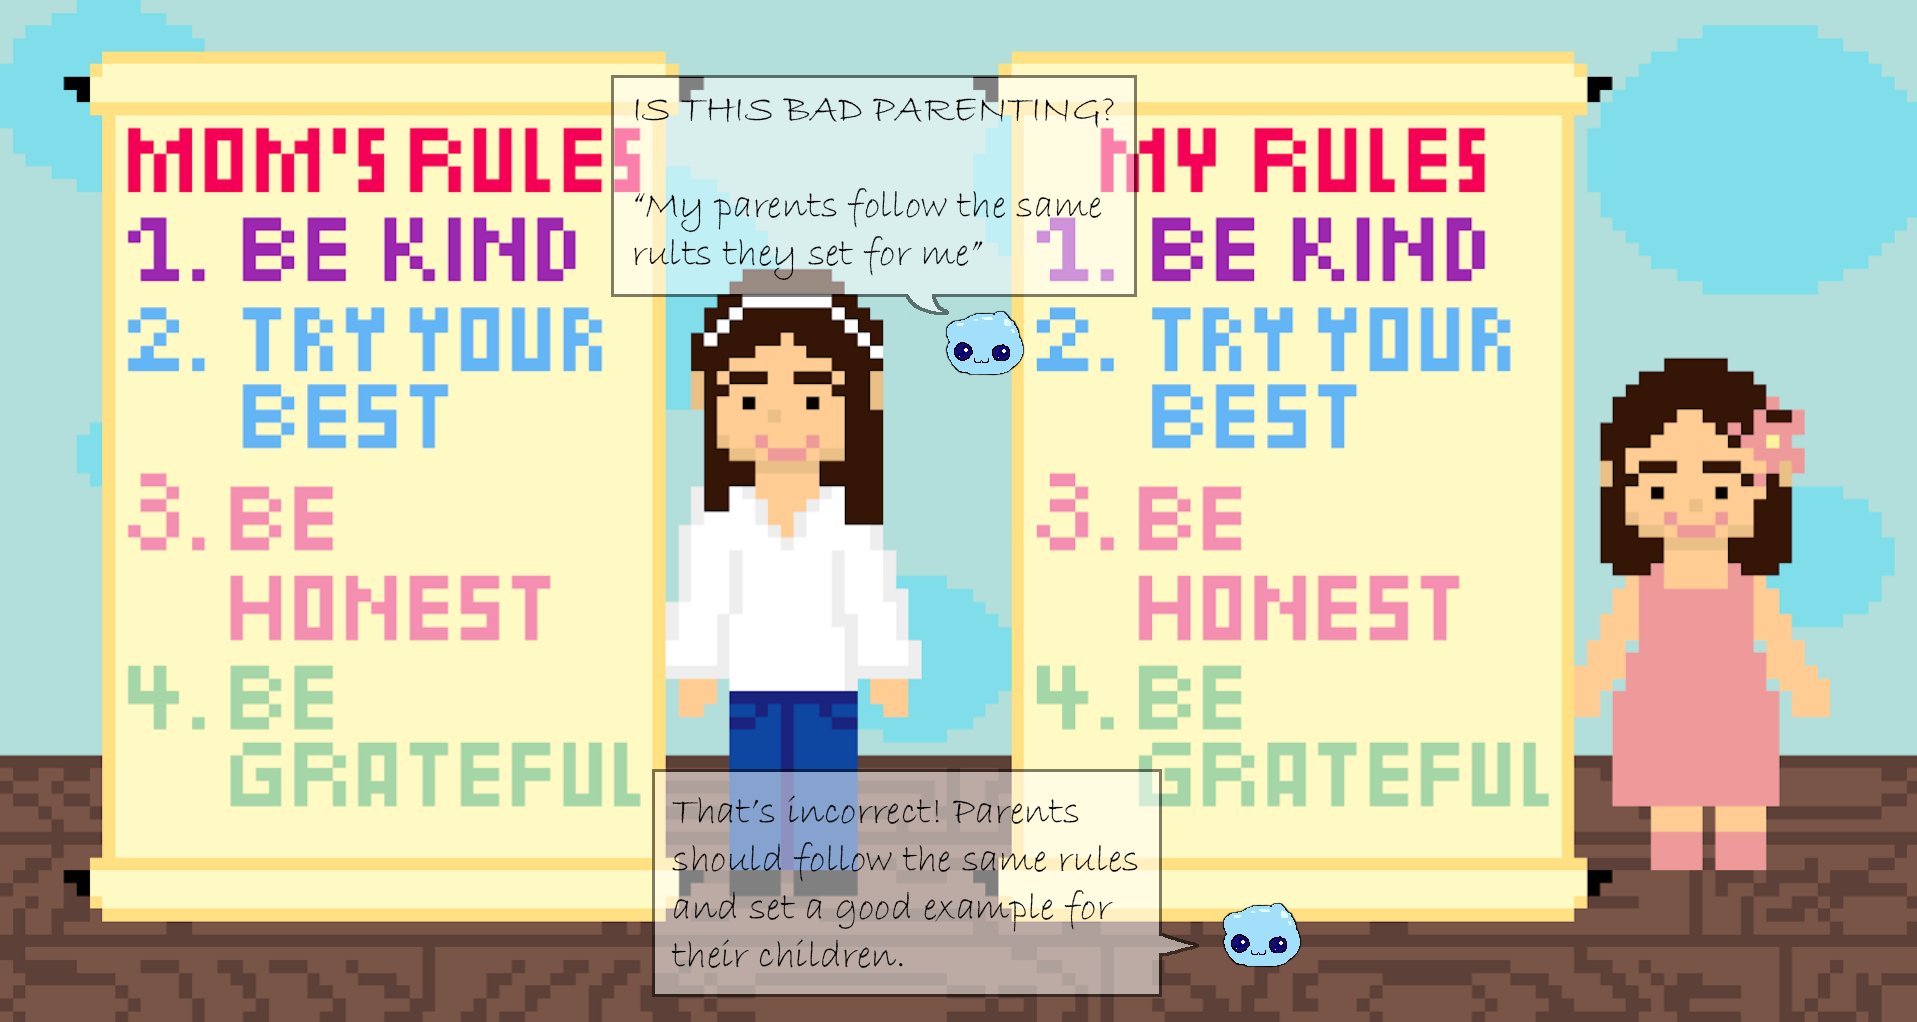 MOM'S RULES
1. BE KIND
2. TRY YOUR
BEST
3. BE
HONEST
4. BE
GRATEFUL
IS THIS BAD PARENTING?
“My parents follow the same
rults they set for me”
MY RULES
1. BE KIND
2. TRY YOUR
BEST
3. BE
HONEST
4. BE
GRATEFUL
That's incorrect! Parents
should follow the same rules
and set a good example for
their children.